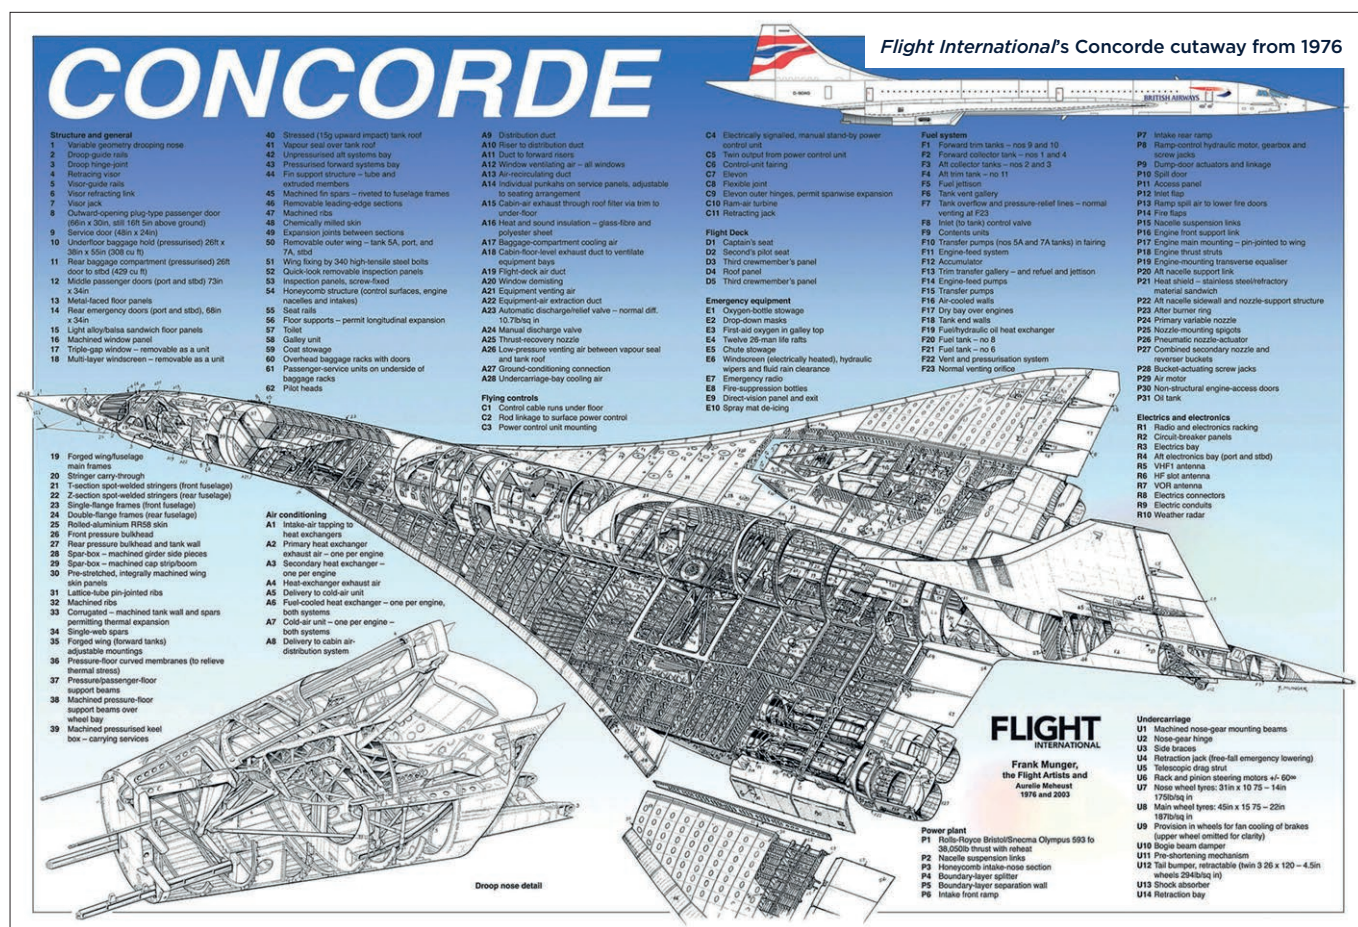 Flight International's Concorde cutaway from 1976
CONCORDE
BRITISH AIRWAYS
Structure and general
1 Variable geometry drooping nose
2 Droop-guide rails
3 Droop hinge-joint
4 Retracing visor
5 Visor-guide rails
6 Visor refracting link
7 Visor jack
8 Outward-opening plug-type passenger door
(66in x 30in, still 16ft 5in above ground)
9 Service door (48in x 24in)
10 Underfloor baggage hold (pressurised) 26ft x
38in x 55in (308 cu ft)
11 Rear baggage compartment (pressurised) 26ft
door to stbd (429 cu ft)
12 Middle passenger doors (port and stbd) 73in
x 34in
13 Metal-faced floor panels
14 Rear emergency doors (port and stbd), 68in
x 34in
15 Light alloy/balsa sandwich floor panels
16 Machined window panel
17 Triple-gap window – removable as a unit
18 Multi-layer windscreen – removable as a unit
19 Forged wing/fuselage
main frames
20 Stringer carry-through
21 T-section spot-welded stringers (front fuselage)
22 Z-section spot-welded stringers (rear fuselage)
23 Single-flange frames (front fuselage)
24 Double-flange frames (rear fuselage)
25 Rolled-aluminium RR58 skin
26 Front pressure bulkhead
27 Rear pressure bulkhead and tank wall
28 Spar-box – machined girder side pieces
29 Spar-box – machined cap strip/boom
30 Pre-stretched, integrally machined wing
skin panels
31 Lattice-tube pin-jointed ribs
32 Machined ribs
33 Corrugated – machined tank wall and spars
permitting thermal expansion
34 Single-web spars
35 Forged wing (forward tanks)
adjustable mountings
36 Pressure-floor curved membranes (to relieve
thermal stress)
37 Pressure/passenger-floor
support beams
38 Machined pressure-floor
support beams over
wheel bay
39 Machined pressurised keel
box – carrying services
40 Stressed (15g upward impact) tank roof
41 Vapour seal over tank roof
42 Unpressurised aft systems bay
43 Pressurised forward systems bay
44 Fin support structure – tube and
extruded members
45 Machined fin spars – riveted to fuselage frames
46 Removable leading-edge sections
47 Machined ribs
48 Chemically milled skin
49 Expansion joints between sections
50 Removable outer wing – tank 5A, port, and
7A, stbd
51 Wing fixing by 340 high-tensile steel bolts
52 Quick-look removable inspection panels
53 Inspection panels, screw-fixed
54 Honeycomb structure (control surfaces, engine
nacelles and intakes)
55 Seat rails
56 Floor supports – permit longitudinal expansion
57 Toilet
58 Galley unit
59 Coat stowage
60 Overhead baggage racks with doors
61 Passenger-service units on underside of
baggage racks
62 Pilot heads
Air conditioning
A1 Intake-air tapping to
heat exchangers
A2 Primary heat exchanger
exhaust air – one per engine
A3 Secondary heat exchanger –
one per engine
A4 Heat-exchanger exhaust air
A5 Delivery to cold-air unit
A6 Fuel-cooled heat exchanger – one per engine,
both systems
A7 Cold-air unit – one per engine –
both systems
A8 Delivery to cabin air-
distribution system
A9 Distribution duct
A10 Riser to distribution duct
A11 Duct to forward risers
A12 Window ventilating air – all windows
A13 Air-recirculating duct
A14 Individual punkahs on service panels, adjustable
to seating arrangement
A15 Cabin-air exhaust through roof filter via trim to
under-floor
A16 Heat and sound insulation – glass-fibre and
polyester sheet
A17 Baggage-compartment cooling air
A18 Cabin-floor-level exhaust duct to ventilate
equipment bays
A19 Flight-deck air duct
A20 Window demisting
A21 Equipment venting air
A22 Equipment-air extraction duct
A23 Automatic discharge/relief valve – normal diff.
10.7lb/sq in
A24 Manual discharge valve
A25 Thrust-recovery nozzle
A26 Low-pressure venting air between vapour seal
and tank roof
A27 Ground-conditioning connection
A28 Undercarriage-bay cooling air
Flying controls
C1 Control cable runs under floor
C2 Rod linkage to surface power control
C3 Power control unit mounting
C4 Electrically signalled, manual stand-by power
control unit
C5 Twin output from power control unit
C6 Control-unit fairing
C7 Elevon
C8 Flexible joint
C9 Elevon outer hinges, permit spanwise expansion
C10 Ram-air turbine
C11 Retracting jack
Flight Deck
D1 Captain's seat
D2 Second's pilot seat
D3 Third crewmember's panel
D4 Roof panel
D5 Third crewmember's panel
Emergency equipment
E1 Oxygen-bottle stowage
E2 Drop-down masks
E3 First-aid oxygen in galley top
E4 Twelve 26-man life rafts
E5 Chute stowage
E6 Windscreen (electrically heated), hydraulic
wipers and fluid rain clearance
E7 Emergency radio
E8 Fire-suppression bottles
E9 Direct-vision panel and exit
E10 Spray mat de-icing
Fuel system
F1 Forward trim tanks – nos 9 and 10
F2 Forward collector tank – nos 1 and 4
F3 Aft collector tanks – nos 2 and 3
F4 Aft trim tank – no 11
F5 Fuel jettison
F6 Tank vent gallery
F7 Tank overflow and pressure-relief lines – normal
venting at F23
F8 Inlet (to tank) control valve
F9 Contents units
F10 Transfer pumps (nos 5A and 7A tanks) in fairing
F11 Engine-feed system
F12 Accumulator
F13 Trim transfer gallery – and refuel and jettison
F14 Engine-feed pumps
F15 Transfer pumps
F16 Air-cooled walls
F17 Dry bay over engines
F18 Tank end walls
F19 Fuel/hydraulic oil heat exchanger
F20 Fuel tank – no 8
F21 Fuel tank – no 6
F22 Vent and pressurisation system
F23 Normal venting orifice
P7 Intake rear ramp
P8 Ramp-control hydraulic motor, gearbox and
screw jacks
P9 Dump-door actuators and linkage
P10 Spill door
P11 Access panel
P12 Inlet flap
P13 Ramp spill air to lower fire doors
P14 Fire flaps
P15 Nacelle suspension links
P16 Engine front support link
P17 Engine main mounting – pin-jointed to wing
P18 Engine thrust struts
P19 Engine-mounting transverse equaliser
P20 Aft nacelle support link
P21 Heat shield – stainless steel/refractory
material sandwich
P22 Aft nacelle sidewall and nozzle-support structure
P23 After burner ring
P24 Primary variable nozzle
P25 Nozzle-mounting spigots
P26 Pneumatic nozzle-actuator
P27 Combined secondary nozzle and
reverser buckets
P28 Bucket-actuating screw jacks
P29 Air motor
P30 Non-structural engine-access doors
P31 Oil tank
Electrics and electronics
R1 Radio and electronics racking
R2 Circuit-breaker panels
R3 Electrics bay
R4 Aft electronics bay (port and stbd)
R5 VHF1 antenna
R6 HF slot antenna
R7 VOR antenna
R8 Electrics connectors
R9 Electric conduits
R10 Weather radar
FLIGHT
INTERNATIONAL
Frank Munger,
the Flight Artists and
Aurelie Meheust
1976 and 2003
Power plant
P1 Rolls-Royce Bristol/Snecma Olympus 593 fo
38,050lb thrust with reheat
P2 Nacelle suspension links
P3 Honeycomb intake-nose section
P4 Boundary-layer splitter
P5 Boundary-layer separation wall
P6 Intake front ramp
Undercarriage
U1 Machined nose-gear mounting beams
U2 Nose-gear hinge
U3 Side braces
U4 Retraction jack (free-fall emergency lowering)
U5 Telescopic drag strut
U6 Rack and pinion steering motors +/- 60∞
U7 Nose wheel tyres: 31in x 10 75 – 14in
175lb/sq in
U8 Main wheel tyres: 45in x 15 75 – 22in
187lb/sq in
U9 Provision in wheels for fan cooling of brakes
(upper wheel omitted for clarity)
U10 Bogie beam damper
U11 Pre-shortening mechanism
U12 Tail bumper, retractable (twin 3 26 x 120 – 4.5in
wheels 294lb/sq in)
U13 Shock absorber
U14 Retraction bay
Droop nose detail